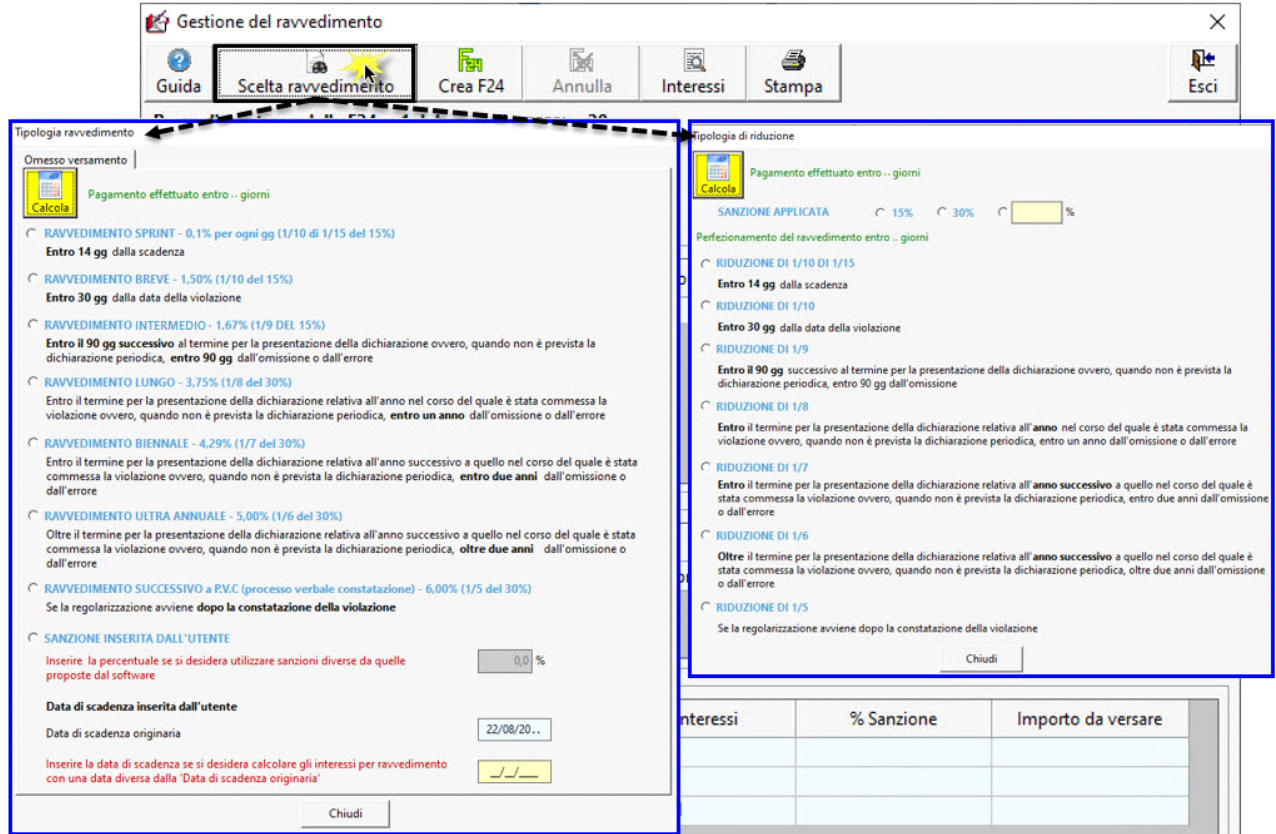 Gestione del ravvedimento
Guida
Scelta ravvedimento
Crea F24
Annulla
Interessi
Stampa
Esci
Tipologia ravvedimento
Omesso versamento
Calcola
Pagamento effettuato entro .. giorni
RAVVEDIMENTO SPRINT - 0,1% per ogni gg (1/10 di 1/15 del 15%)
Entro 14 gg dalla scadenza
RAVVEDIMENTO BREVE - 1,50% (1/10 del 15%)
Entro 30 gg dalla data della violazione
RAVVEDIMENTO INTERMEDIO - 1,67% (1/9 DEL 15%)
Entro il 90 gg successivo al termine per la presentazione della dichiarazione ovvero, quando non è prevista la
dichiarazione periodica, entro 90 gg dall'omissione o dall'errore
RAVVEDIMENTO LUNGO - 3,75% (1/8 del 30%)
Entro il termine per la presentazione della dichiarazione relativa all'anno nel corso del quale è stata commessa la
violazione ovvero, quando non è prevista la dichiarazione periodica, entro un anno dall'omissione o dall'errore
RAVVEDIMENTO BIENNALE - 4,29% (1/7 del 30%)
Entro il termine per la presentazione della dichiarazione relativa all'anno successivo a quello nel corso del quale è stata
commessa la violazione ovvero, quando non è prevista la dichiarazione periodica, entro due anni dall'omissione o
dall'errore
RAVVEDIMENTO ULTRA ANNUALE - 5,00% (1/6 del 30%)
Oltre il termine per la presentazione della dichiarazione relativa all'anno successivo a quello nel corso del quale è stata
commessa la violazione ovvero, quando non è prevista la dichiarazione periodica, oltre due anni dall'omissione o
dall'errore
RAVVEDIMENTO SUCCESSIVO a P.V.C (processo verbale constatazione) - 6,00% (1/5 del 30%)
Se la regolarizzazione avviene dopo la constatazione della violazione
SANZIONE INSERITA DALL'UTENTE
Inserire la percentuale se si desidera utilizzare sanzioni diverse da quelle
proposte dal software
0,0 %
Data di scadenza inserita dall'utente
Data di scadenza originaria
22/08/20..
Inserire la data di scadenza se si desidera calcolare gli interessi per ravvedimento
con una data diversa dalla 'Data di scadenza originaria'
_/_/__
Chiudi
Tipologia di riduzione
Calcola
Pagamento effettuato entro .. giorni
SANZIONE APPLICATA 15% 30% %
Perfezionamento del ravvedimento entro .. giorni
RIDUZIONE DI 1/10 DI 1/15
Entro 14 gg dalla scadenza
RIDUZIONE DI 1/10
Entro 30 gg dalla data della violazione
RIDUZIONE DI 1/9
Entro il 90 gg successivo al termine per la presentazione della dichiarazione ovvero, quando non è prevista la
dichiarazione periodica, entro 90 gg dall'omissione
RIDUZIONE DI 1/8
Entro il termine per la presentazione della dichiarazione relativa all'anno nel corso del quale è stata commessa la
violazione ovvero, quando non è prevista la dichiarazione periodica, entro un anno dall'omissione o dall'errore
RIDUZIONE DI 1/7
Entro il termine per la presentazione della dichiarazione relativa all'anno successivo a quello nel corso del quale è
stata commessa la violazione ovvero, quando non è prevista la dichiarazione periodica, entro due anni dall'omissione
o dall'errore
RIDUZIONE DI 1/6
Oltre il termine per la presentazione della dichiarazione relativa all'anno successivo a quello nel corso del quale è
stata commessa la violazione ovvero, quando non è prevista la dichiarazione periodica, oltre due anni dall'omissione
o dall'errore
RIDUZIONE DI 1/5
Se la regolarizzazione avviene dopo la constatazione della violazione
Chiudi
nteressi
% Sanzione
Importo da versare